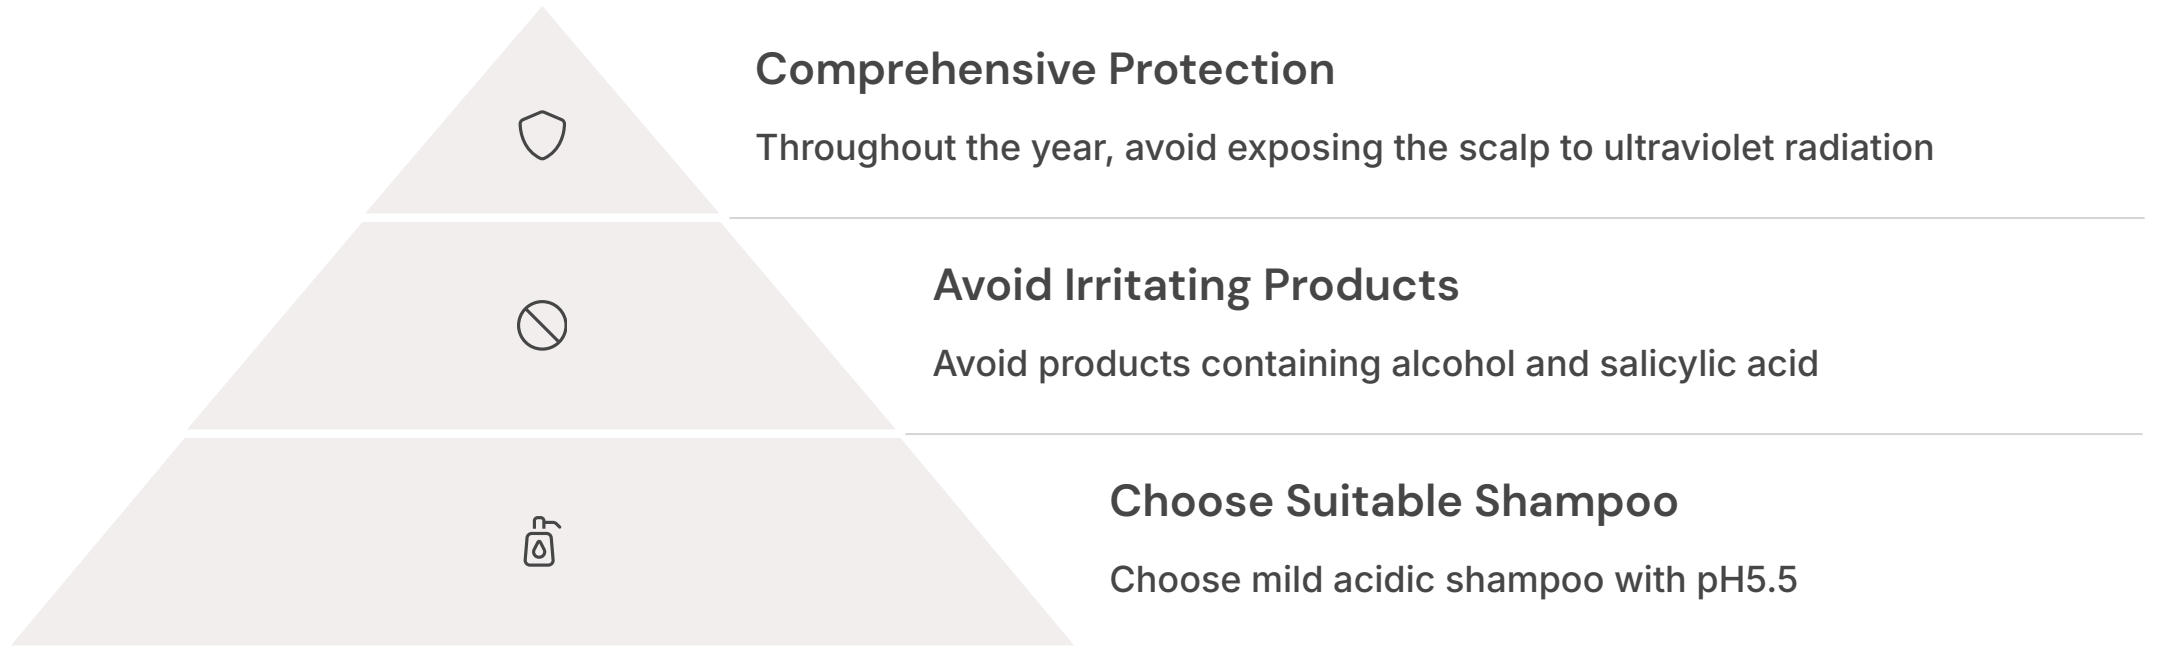 Comprehensive Protection
Throughout the year, avoid exposing the scalp to ultraviolet radiation
Avoid Irritating Products
Avoid products containing alcohol and salicylic acid
Choose Suitable Shampoo
Choose mild acidic shampoo with pH5.5